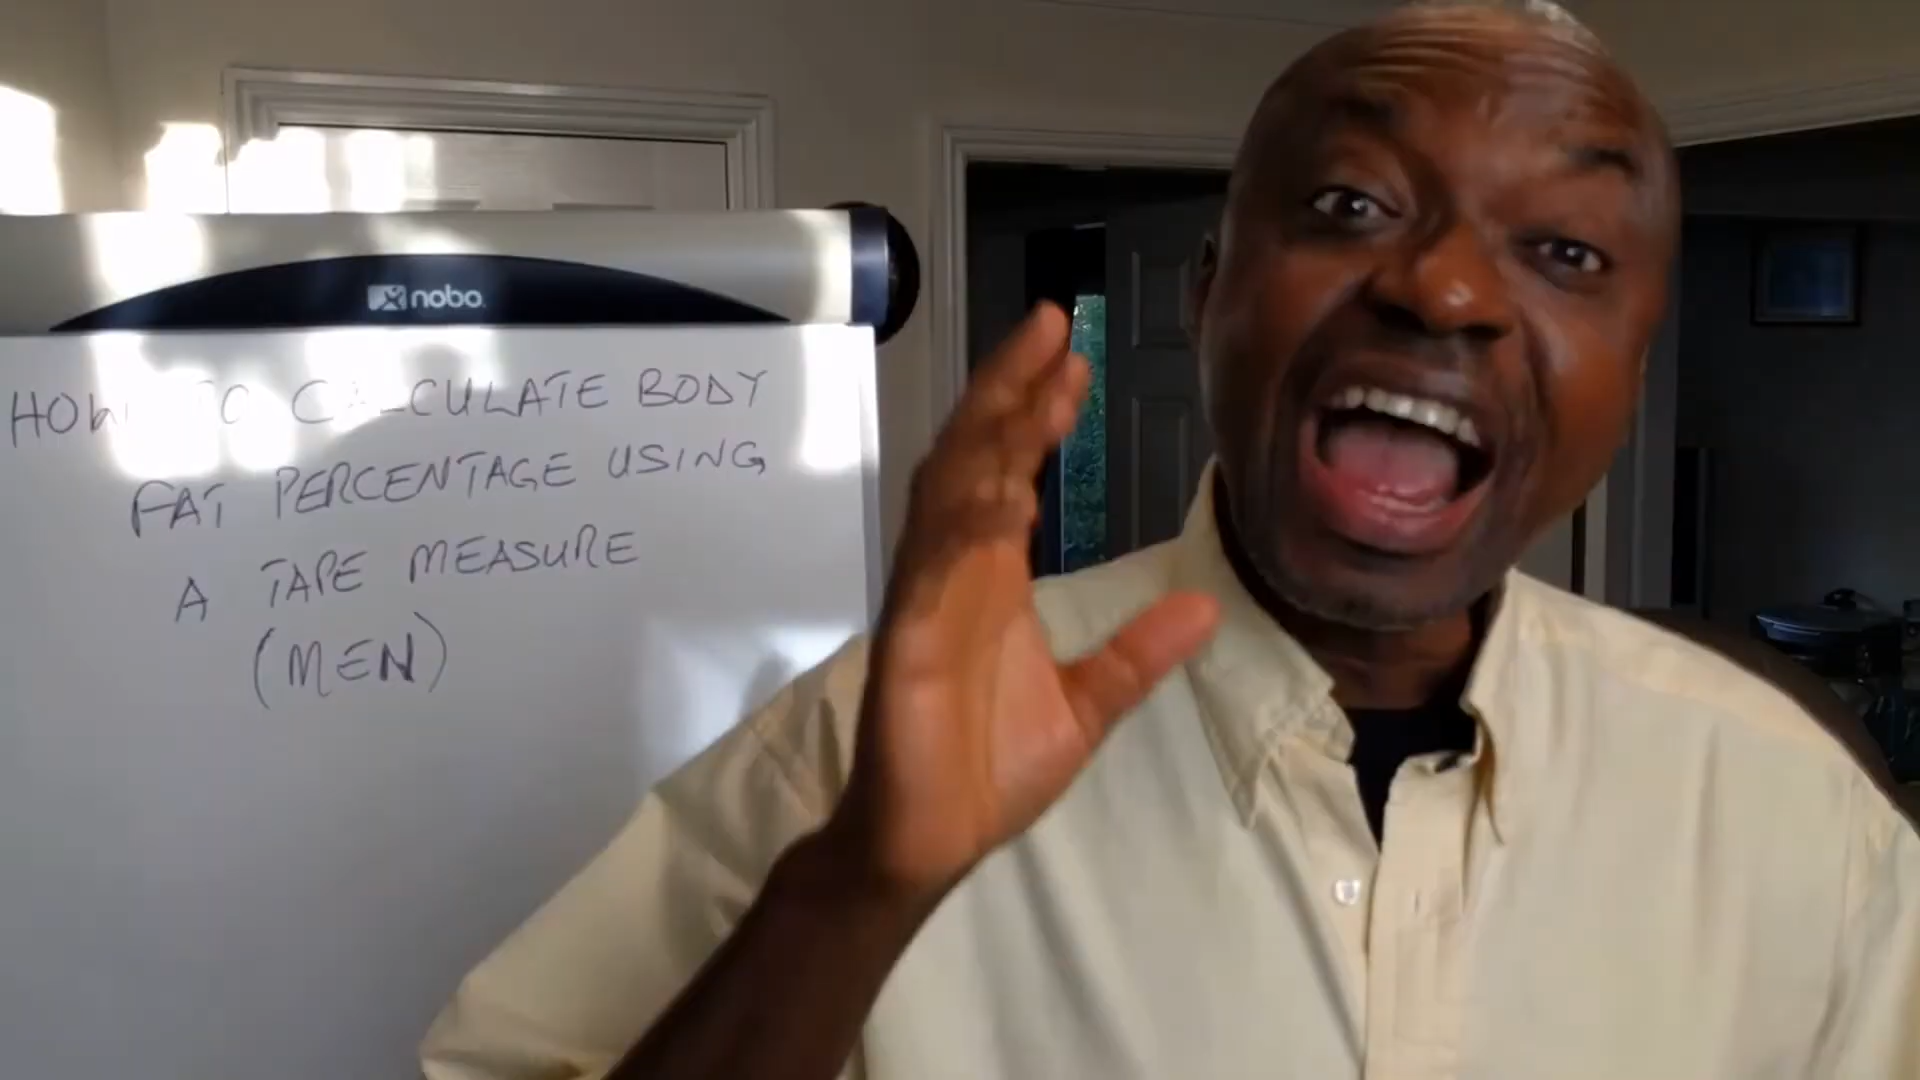 nobo
HOW TO CALCULATE BODY
FAT PERCENTAGE USING
A TAPE MEASURE
(MEN)